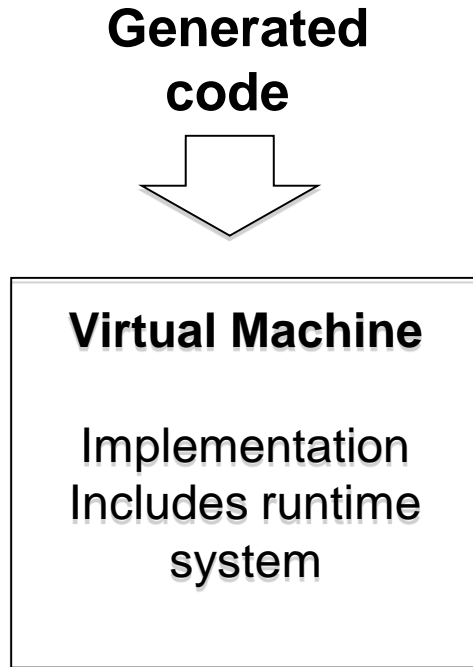 Generated
code
Virtual Machine
Implementation
Includes runtime
system